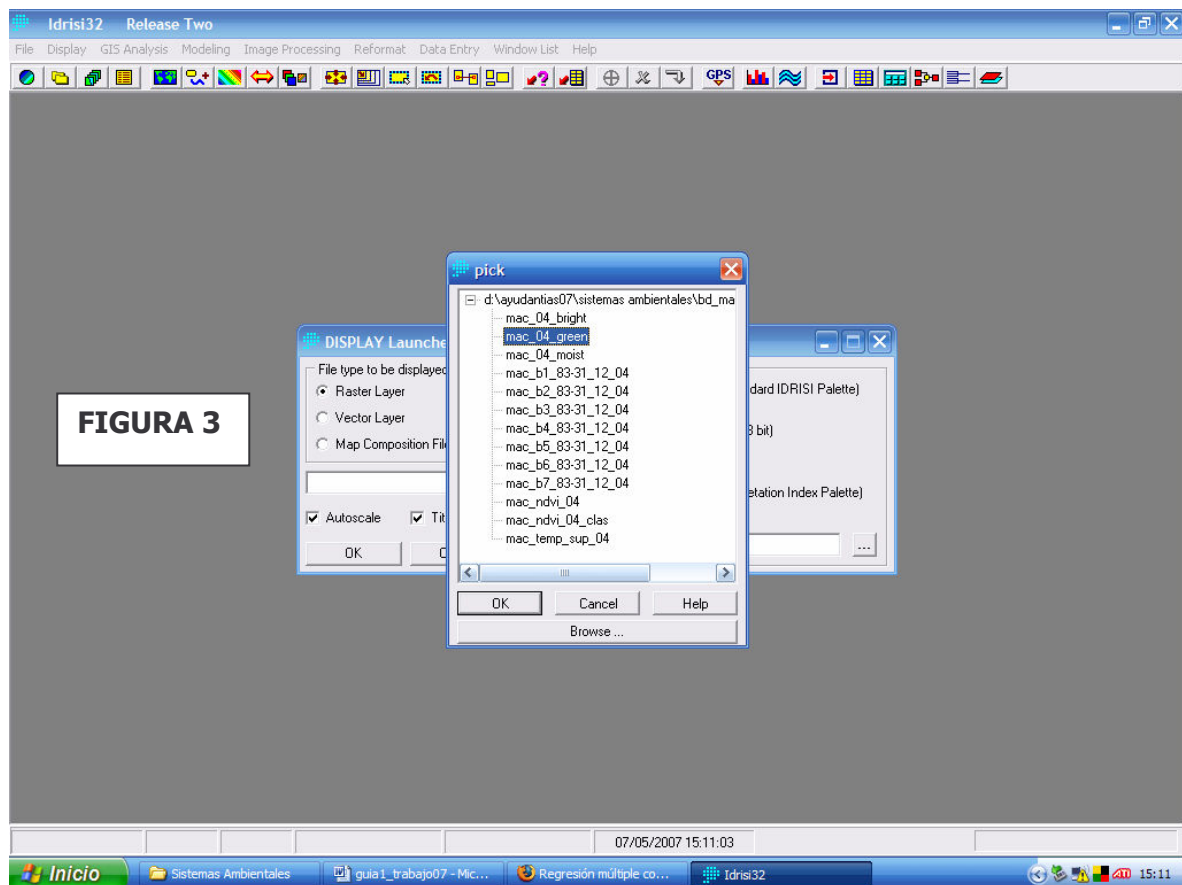 Idrisi32 Release Two
File Display GIS Analysis Modeling Image Processing Reformat Data Entry Window List Help
GPS
pick
d:\ayudantias07\sistemas ambientales\bd_ma
mac_04_bright
mac_04_green
mac_04_moist
mac_b1_83-31_12_04
mac_b2_83-31_12_04
mac_b3_83-31_12_04
mac_b4_83-31_12_04
mac_b5_83-31_12_04
mac_b6_83-31_12_04
mac_b7_83-31_12_04
mac_ndvi_04
mac_ndvi_04_clas
mac_temp_sup_04
OK Cancel Help
Browse ...
DISPLAY Launche
File type to be displayed
Raster Layer
Vector Layer
Map Composition File
Autoscale Tit
OK C
dard IDRISI Palette)
8 bit)
etation Index Palette)
...
FIGURA 3
07/05/2007 15:11:03
Inicio Sistemas Ambientales guia1_trabajo07 - Mic... Regresión múltiple co... Idrisi32 ATI 15:11